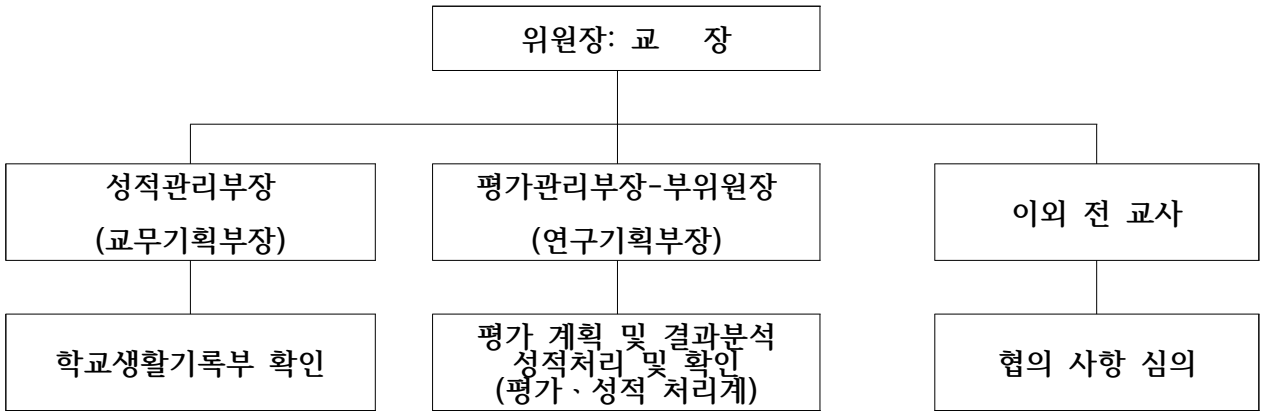 위원장: 교 장
성적관리부장
(교무기획부장)
평가관리부장-부위원장
(연구기획부장)
이외 전 교사
학교생활기록부 확인
평가 계획 및 결과분석
성적처리 및 확인
(평가、성적 처리계)
협의 사항 심의